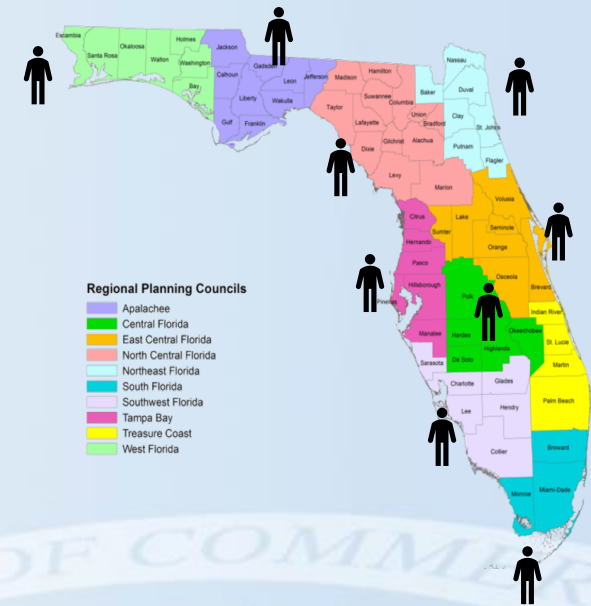 Escambia
Santa Rosa
Okaloosa
Walton
Holmes
Washington
Bay
Jackson
Calhoun
Gulf
Liberty
Gadsden
Franklin
Leon
Wakulla
Jefferson
Madison
Taylor
Hamilton
Suwannee
Lafayette
Dixie
Columbia
Gilchrist
Levy
Union
Bradford
Alachua
Marion
Baker
Nassau
Duval
Clay
St. Johns
Putnam
Flagler
Volusia
Citrus
Sumter
Lake
Seminole
Orange
Hernando
Pasco
Osceola
Brevard
Hillsborough
Pinellas
Polk
Indian River
Manatee
Hardee
Okeechobee
St. Lucie
Highlands
De Soto
Sarasota
Martin
Charlotte
Glades
Lee
Hendry
Palm Beach
Collier
Broward
Monroe
Miami-Dade
Regional Planning Councils
Apalachee
Central Florida
East Central Florida
North Central Florida
Northeast Florida
South Florida
Southwest Florida
Tampa Bay
Treasure Coast
West Florida
OF COMMER